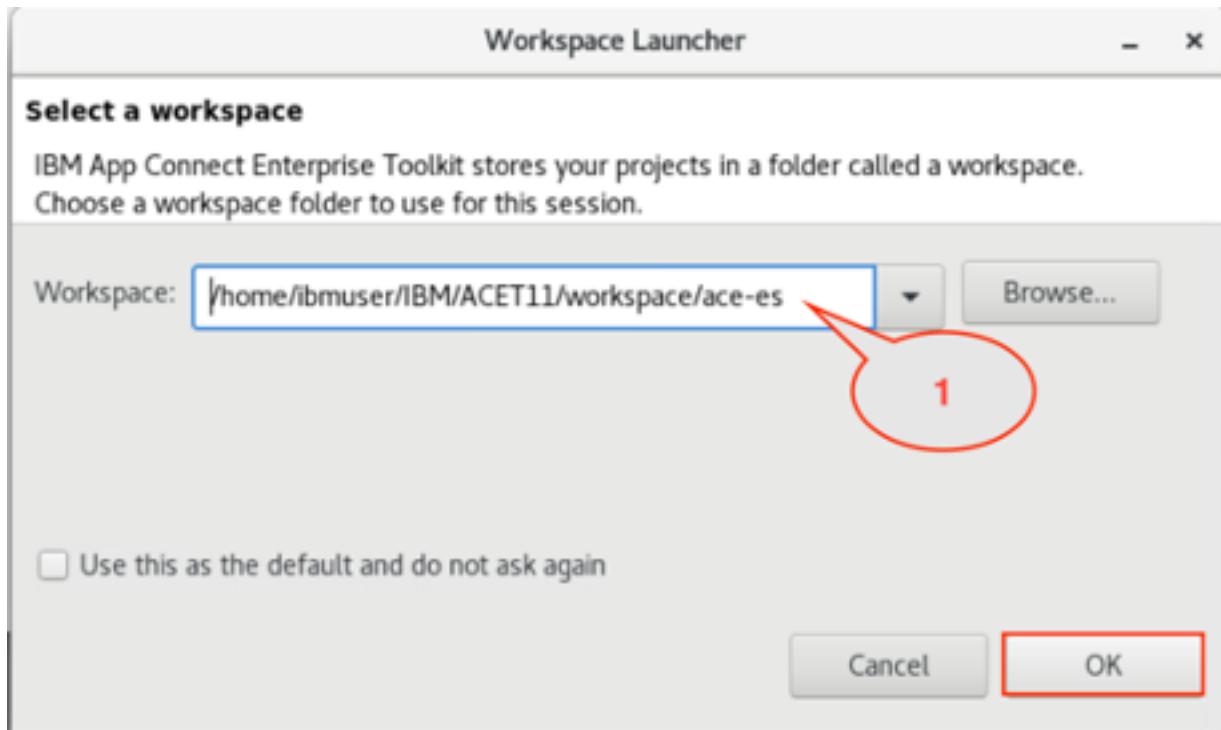 Workspace Launcher
Select a workspace
IBM App Connect Enterprise Toolkit stores your projects in a folder called a workspace.
Choose a workspace folder to use for this session.
Workspace: /home/ibmuser/IBM/ACET11/workspace/ace-es Browse...
1
Use this as the default and do not ask again
Cancel OK